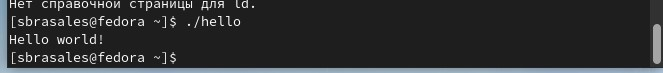 Нет справочной страницы для ld.
[sbrasales@fedora ~]$ ./hello
Hello world!
[sbrasales@fedora ~]$